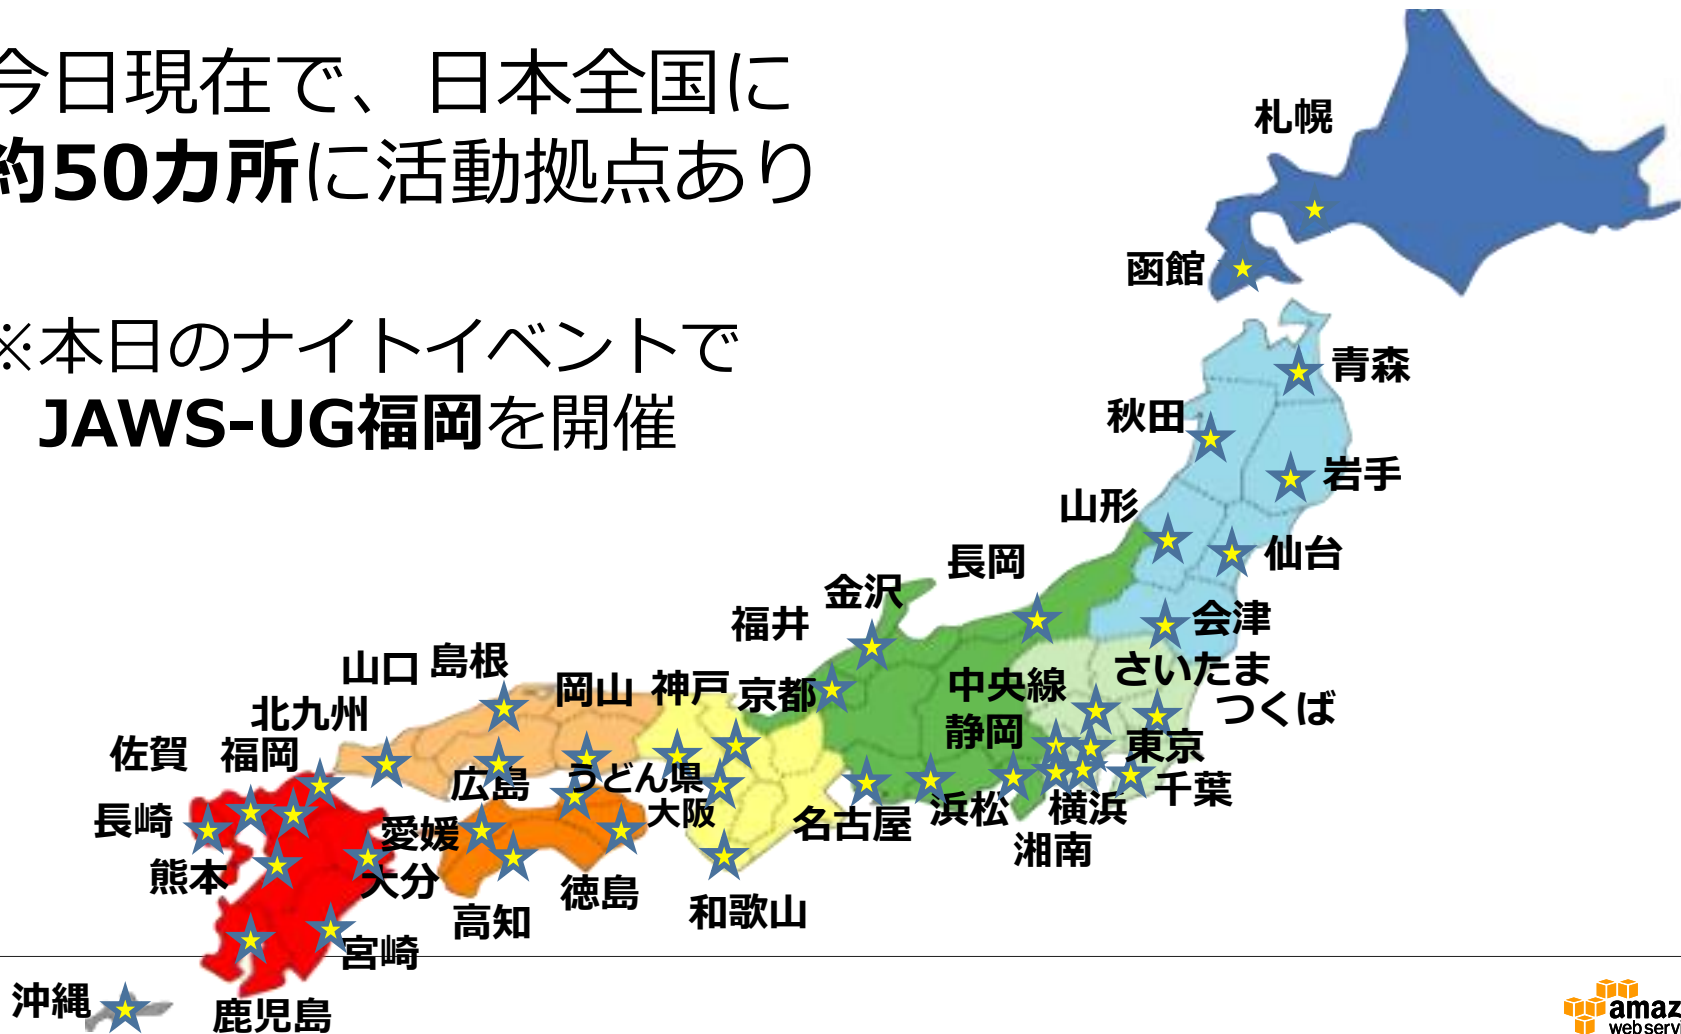 今日現在で、日本全国に
約50カ所に活動拠点あり
※本日のナイトイベントで
JAWS-UG福岡を開催
札幌
函館
青森
秋田
岩手
山形
仙台
長岡
金沢
会津
福井
さいたま
山口
島根
岡山
神戸
京都
中央線
つくば
北九州
静岡
佐賀
福岡
東京
広島
うどん県
千葉
長崎
愛媛
大阪
名古屋
浜松
横浜
湘南
熊本
大分
徳島
高知
和歌山
宮崎
沖縄
鹿児島
amaz
webservi